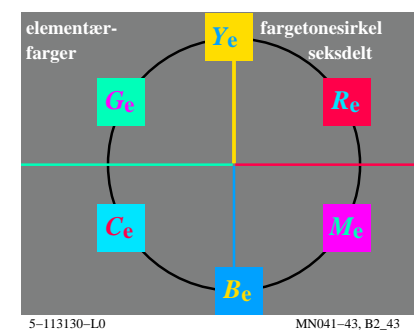 elementær-
farger
fargetonesirkel
seksdelt
Ye
Ge
Re
Ce
Me
Be
5–113130–L0
MN041–43, B2_43